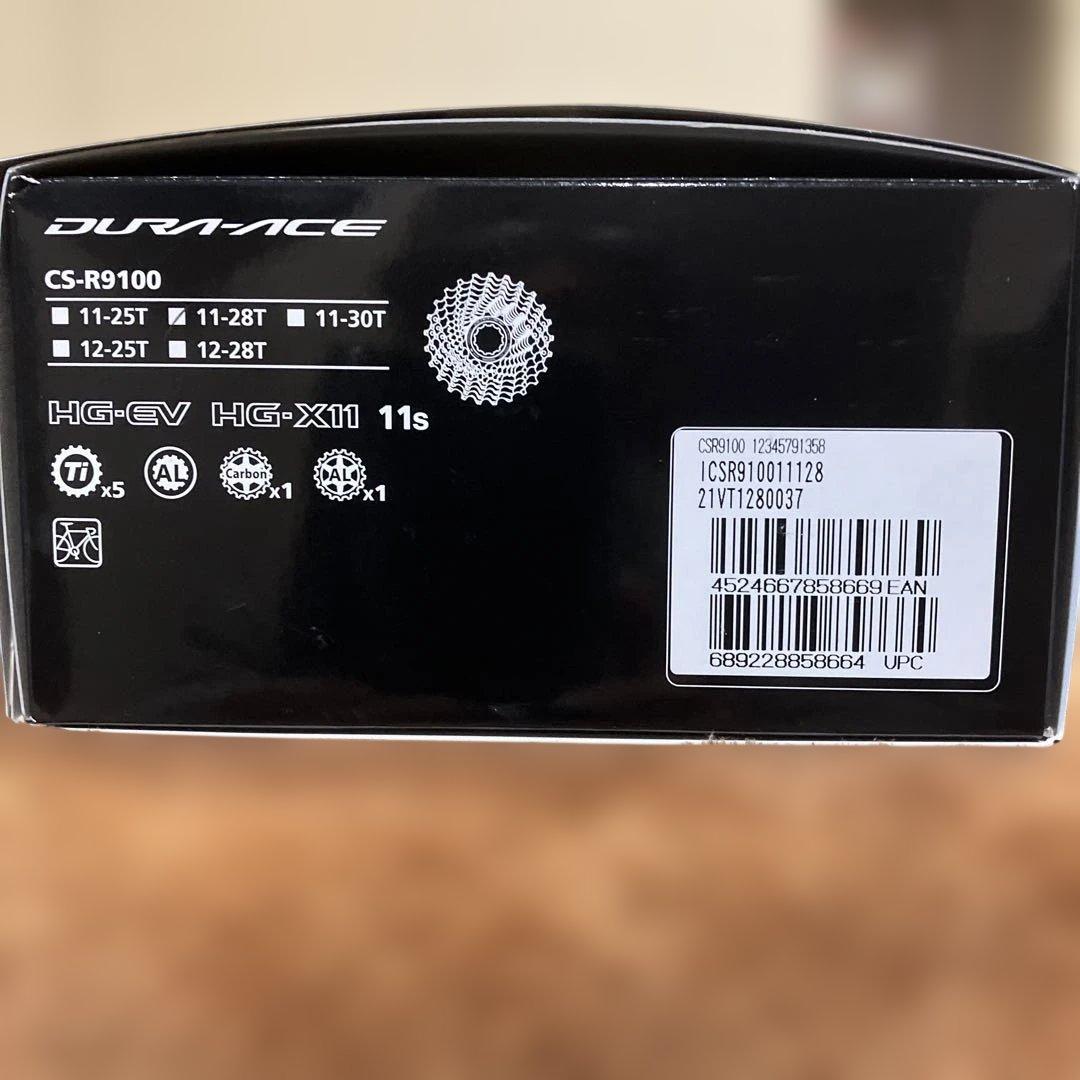 DURA-ACE
CS-R9100
11-25T 11-28T 11-30T
12-25T 12-28T
HG-EV HG-X11 11s
Ti x5 AL Carbon x1 AL x1
CSR9100 12345791358
ICSR910011128
21VT1280037
4524667858669 EAN
689228858664 UPC